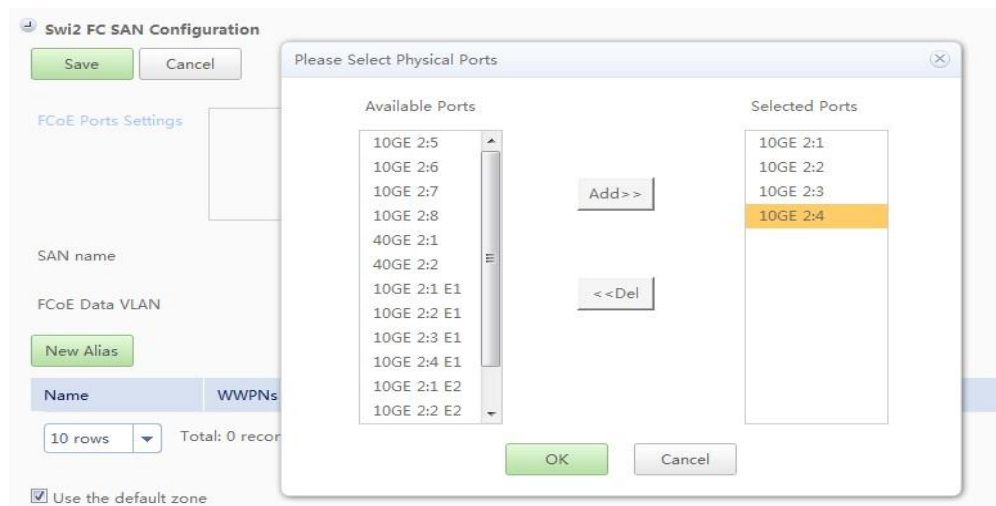 Swi2 FC SAN Configuration
Save
Cancel
FCoE Ports Settings
SAN name
FCoE Data VLAN
New Alias
Name
WWPNs
10 rows
Total: 0 recor
Use the default zone
Please Select Physical Ports
Available Ports
10GE 2:5
10GE 2:6
10GE 2:7
10GE 2:8
40GE 2:1
40GE 2:2
10GE 2:1 E1
10GE 2:2 E1
10GE 2:3 E1
10GE 2:4 E1
10GE 2:1 E2
10GE 2:2 E2
Add>>
<<Del
Selected Ports
10GE 2:1
10GE 2:2
10GE 2:3
10GE 2:4
OK
Cancel